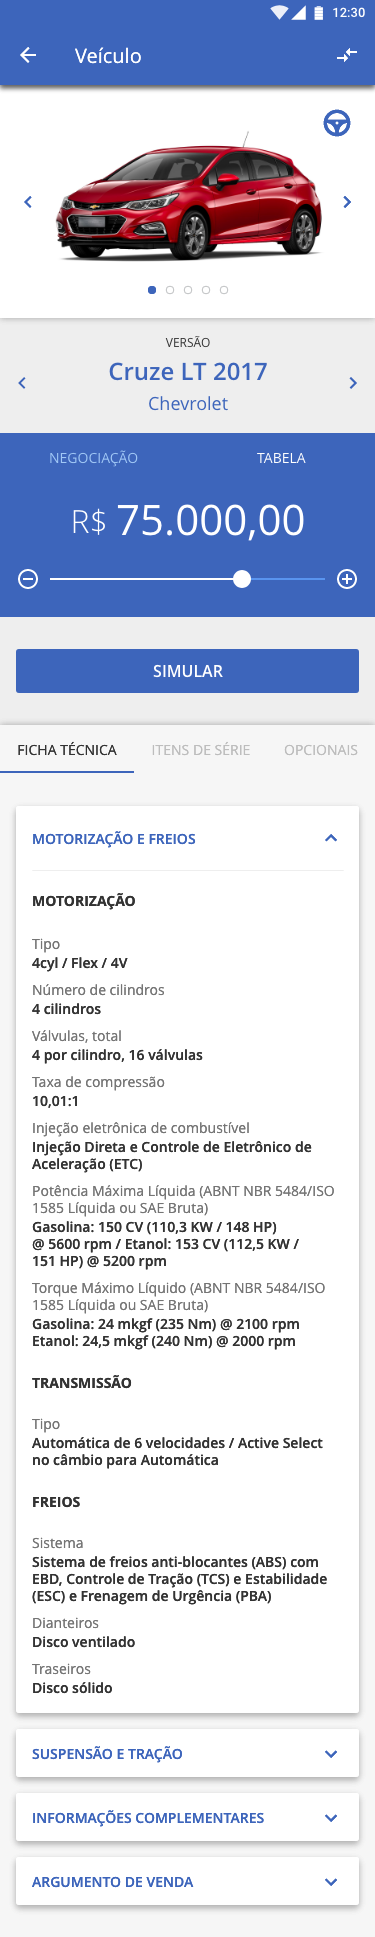 12:30
Veículo
VERSÃO
Cruze LT 2017
Chevrolet
NEGOCIAÇÃO TABELA
R$ 75.000,00
SIMULAR
FICHA TÉCNICA ITENS DE SÉRIE OPCIONAIS
MOTORIZAÇÃO E FREIOS
MOTORIZAÇÃO
Tipo
4cyl / Flex / 4V
Número de cilindros
4 cilindros
Válvulas, total
4 por cilindro, 16 válvulas
Taxa de compressão
10,01:1
Injeção eletrônica de combustível
Injeção Direta e Controle de Eletrônico de
Aceleração (ETC)
Potência Máxima Líquida (ABNT NBR 5484/ISO
1585 Líquida ou SAE Bruta)
Gasolina: 150 CV (110,3 KW / 148 HP)
@ 5600 rpm / Etanol: 153 CV (112,5 KW /
151 HP) @ 5200 rpm
Torque Máximo Líquido (ABNT NBR 5484/ISO
1585 Líquida ou SAE Bruta)
Gasolina: 24 mkgf (235 Nm) @ 2100 rpm
Etanol: 24,5 mkgf (240 Nm) @ 2000 rpm
TRANSMISSÃO
Tipo
Automática de 6 velocidades / Active Select
no câmbio para Automática
FREIOS
Sistema
Sistema de freios anti-blocantes (ABS) com
EBD, Controle de Tração (TCS) e Estabilidade
(ESC) e Frenagem de Urgência (PBA)
Dianteiros
Disco ventilado
Traseiros
Disco sólido
SUSPENSÃO E TRAÇÃO
INFORMAÇÕES COMPLEMENTARES
ARGUMENTO DE VENDA